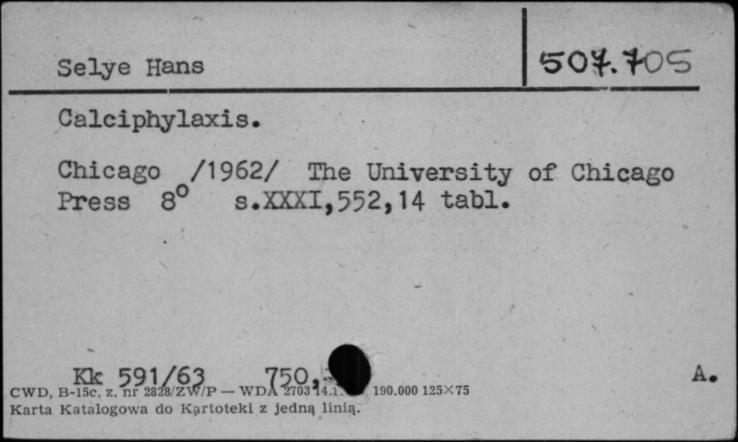 Selye Hans
507.705
Calciphylaxis.
Chicago /1962/ The University of Chicago
Press 8° s.XXXI,552,14 tabl.
Kk 591/63 750,- A.
CWD, B-15c, z. nr 2828/ZW/P — WDA 2703 190.000 125×75
Karta Katalogowa do Kartoteki z jedną linią.